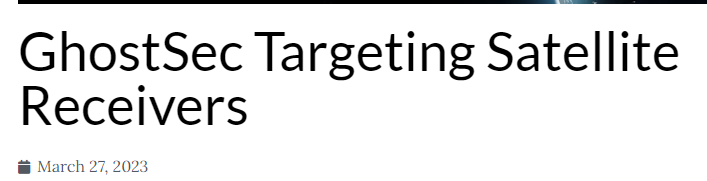 GhostSec Targeting Satellite
Receivers
March 27, 2023